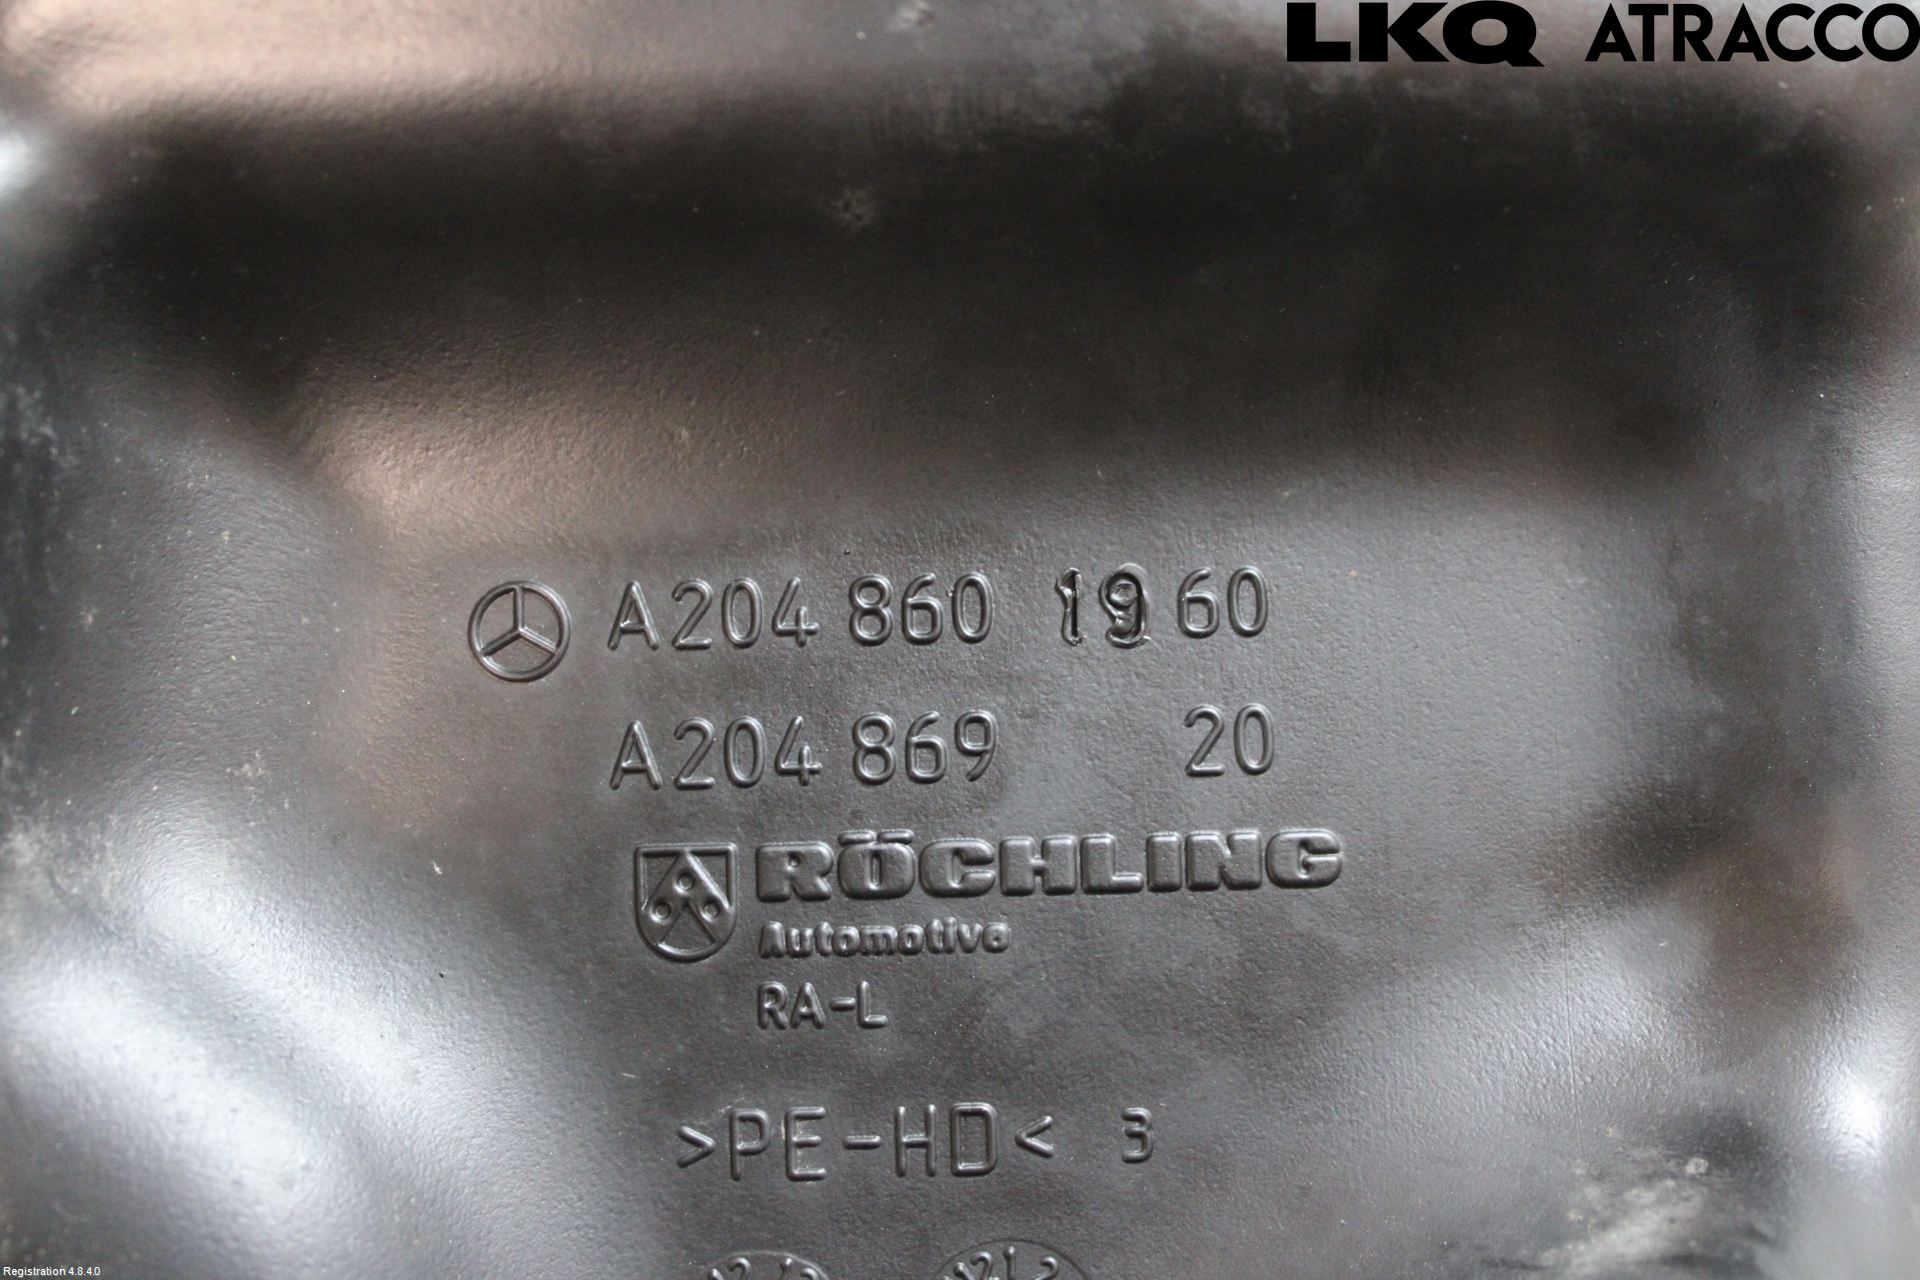 LKQ ATRACCO
A204 860 19 60
A204 869 20
RÖCHLING
Automotive
RA-L
>PE-HD< 3
Registration 4.8.4.0